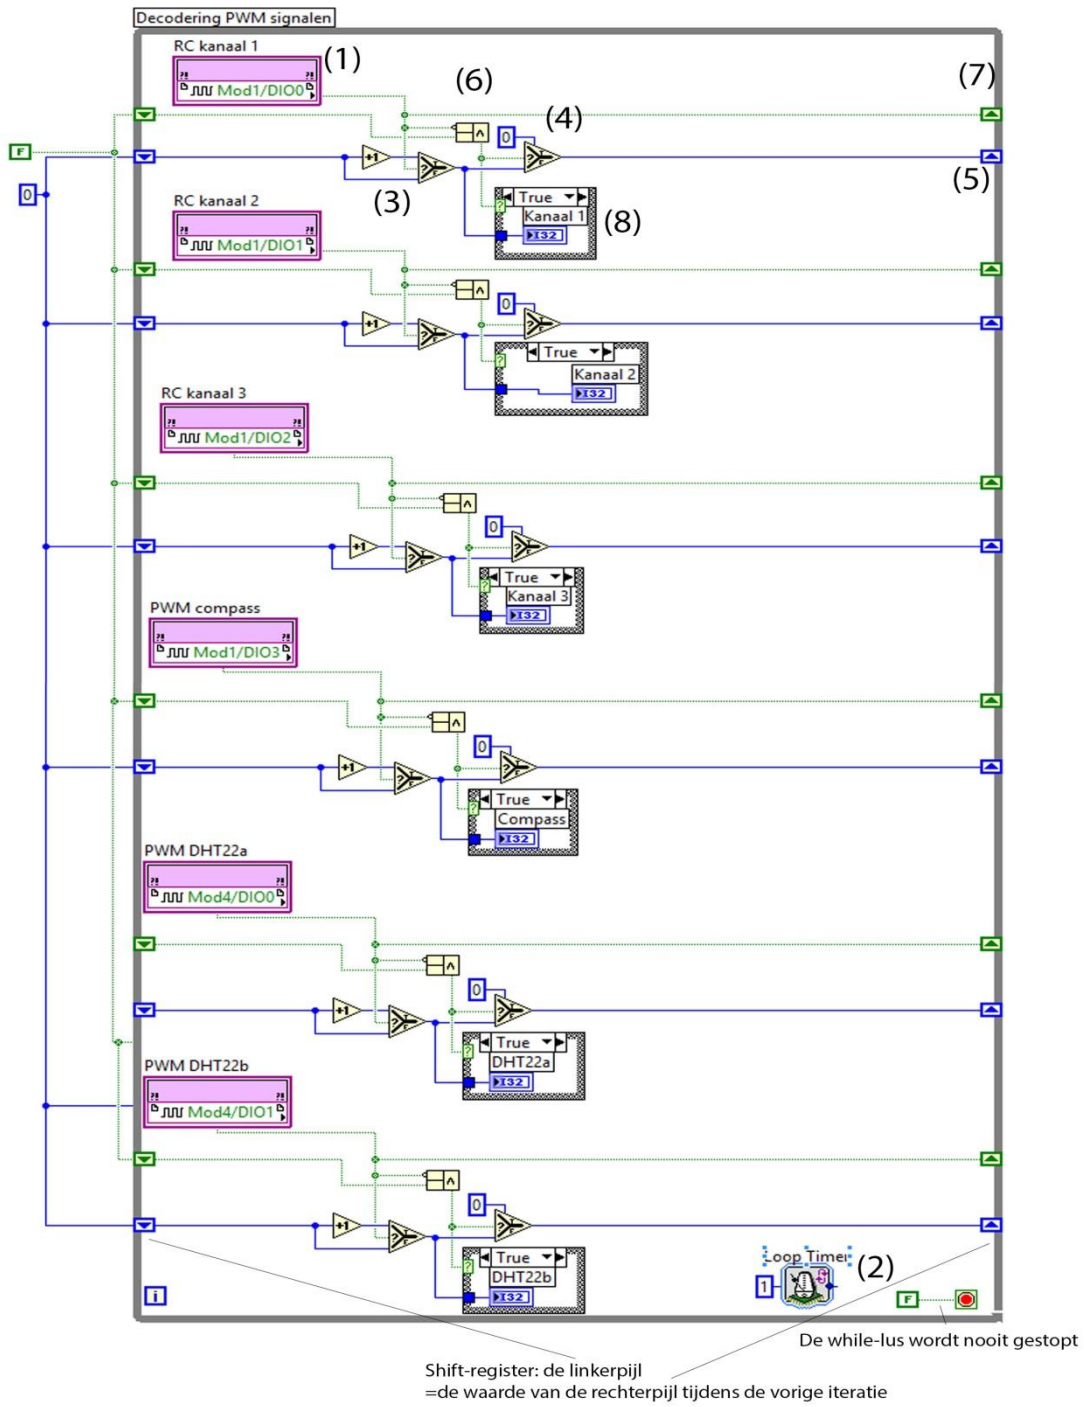 Decodering PWM signalen
RC kanaal 1
(1)
(6)
(7)
Mod1/DIO0
(4)
0
F
+1
T
?
F
T
?
F
(5)
0
(3)
True
?
Kanaal 1
I32
(8)
RC kanaal 2
Mod1/DIO1
0
+1
T
?
F
T
?
F
True
?
Kanaal 2
I32
RC kanaal 3
Mod1/DIO2
0
+1
T
?
F
T
?
F
True
?
Kanaal 3
I32
PWM compass
Mod1/DIO3
0
+1
T
?
F
T
?
F
True
?
Compass
I32
PWM DHT22a
Mod4/DIO0
0
+1
T
?
F
T
?
F
True
?
DHT22a
I32
PWM DHT22b
Mod4/DIO1
0
+1
T
?
F
T
?
F
True
?
DHT22b
I32
Loop Timer
(2)
1
i
F
De while-lus wordt nooit gestopt
Shift-register: de linkerpijl
=de waarde van de rechterpijl tijdens de vorige iteratie